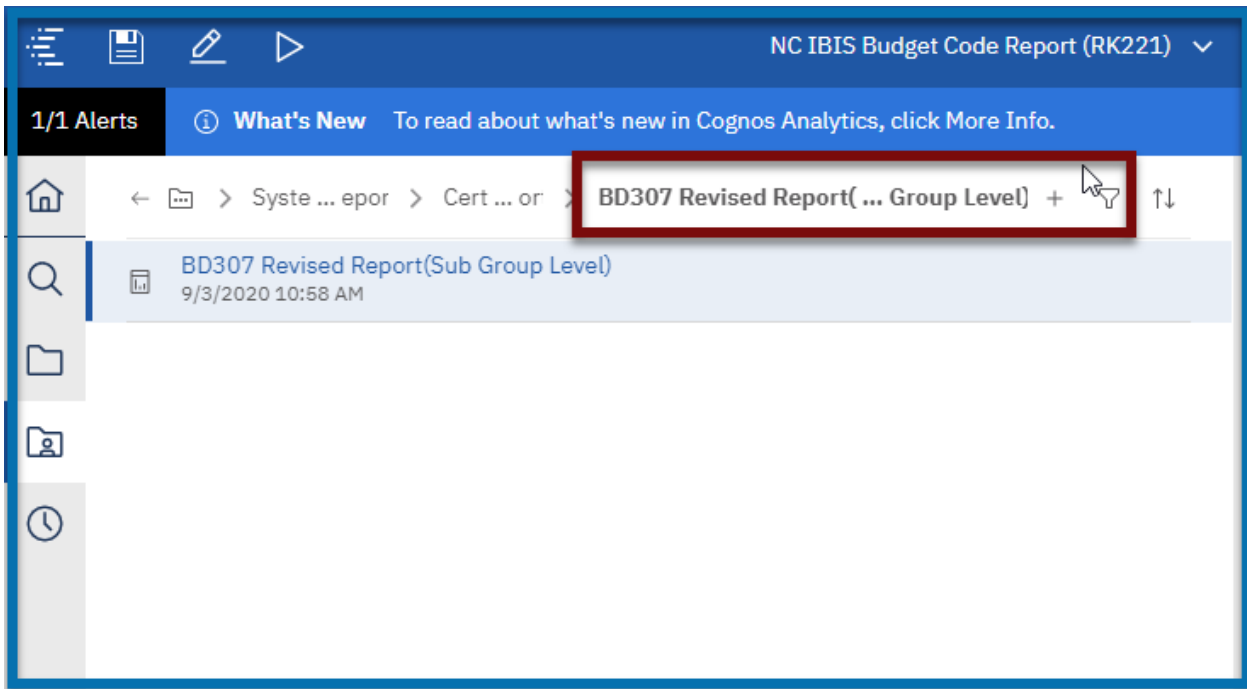 NC IBIS Budget Code Report (RK221)
1/1 Alerts
What's New To read about what's new in Cognos Analytics, click More Info.
Syste ... epor > Cert ... or > BD307 Revised Report( ... Group Level)
BD307 Revised Report(Sub Group Level)
9/3/2020 10:58 AM